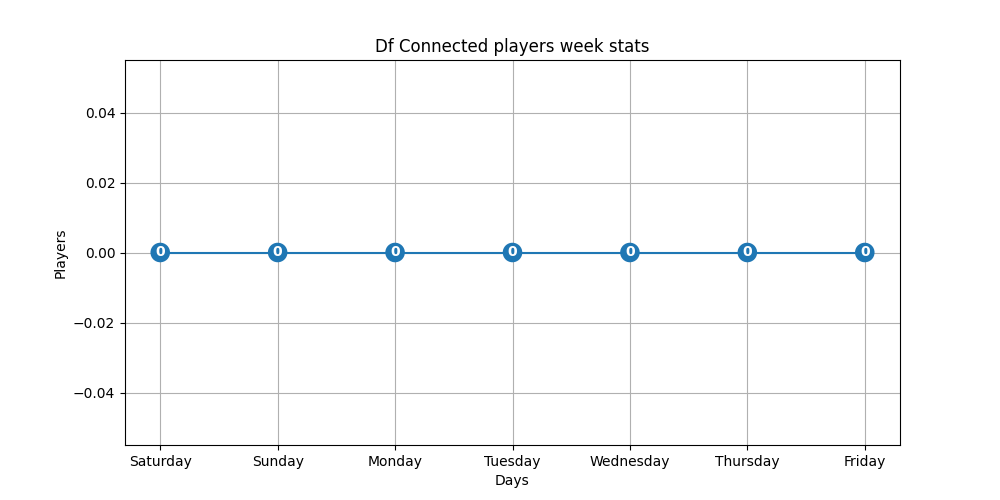 Df Connected players week stats
0.04
0.02
0.00
−0.02
−0.04
Players
0 0 0 0 0 0 0
Saturday Sunday Monday Tuesday Wednesday Thursday Friday
Days